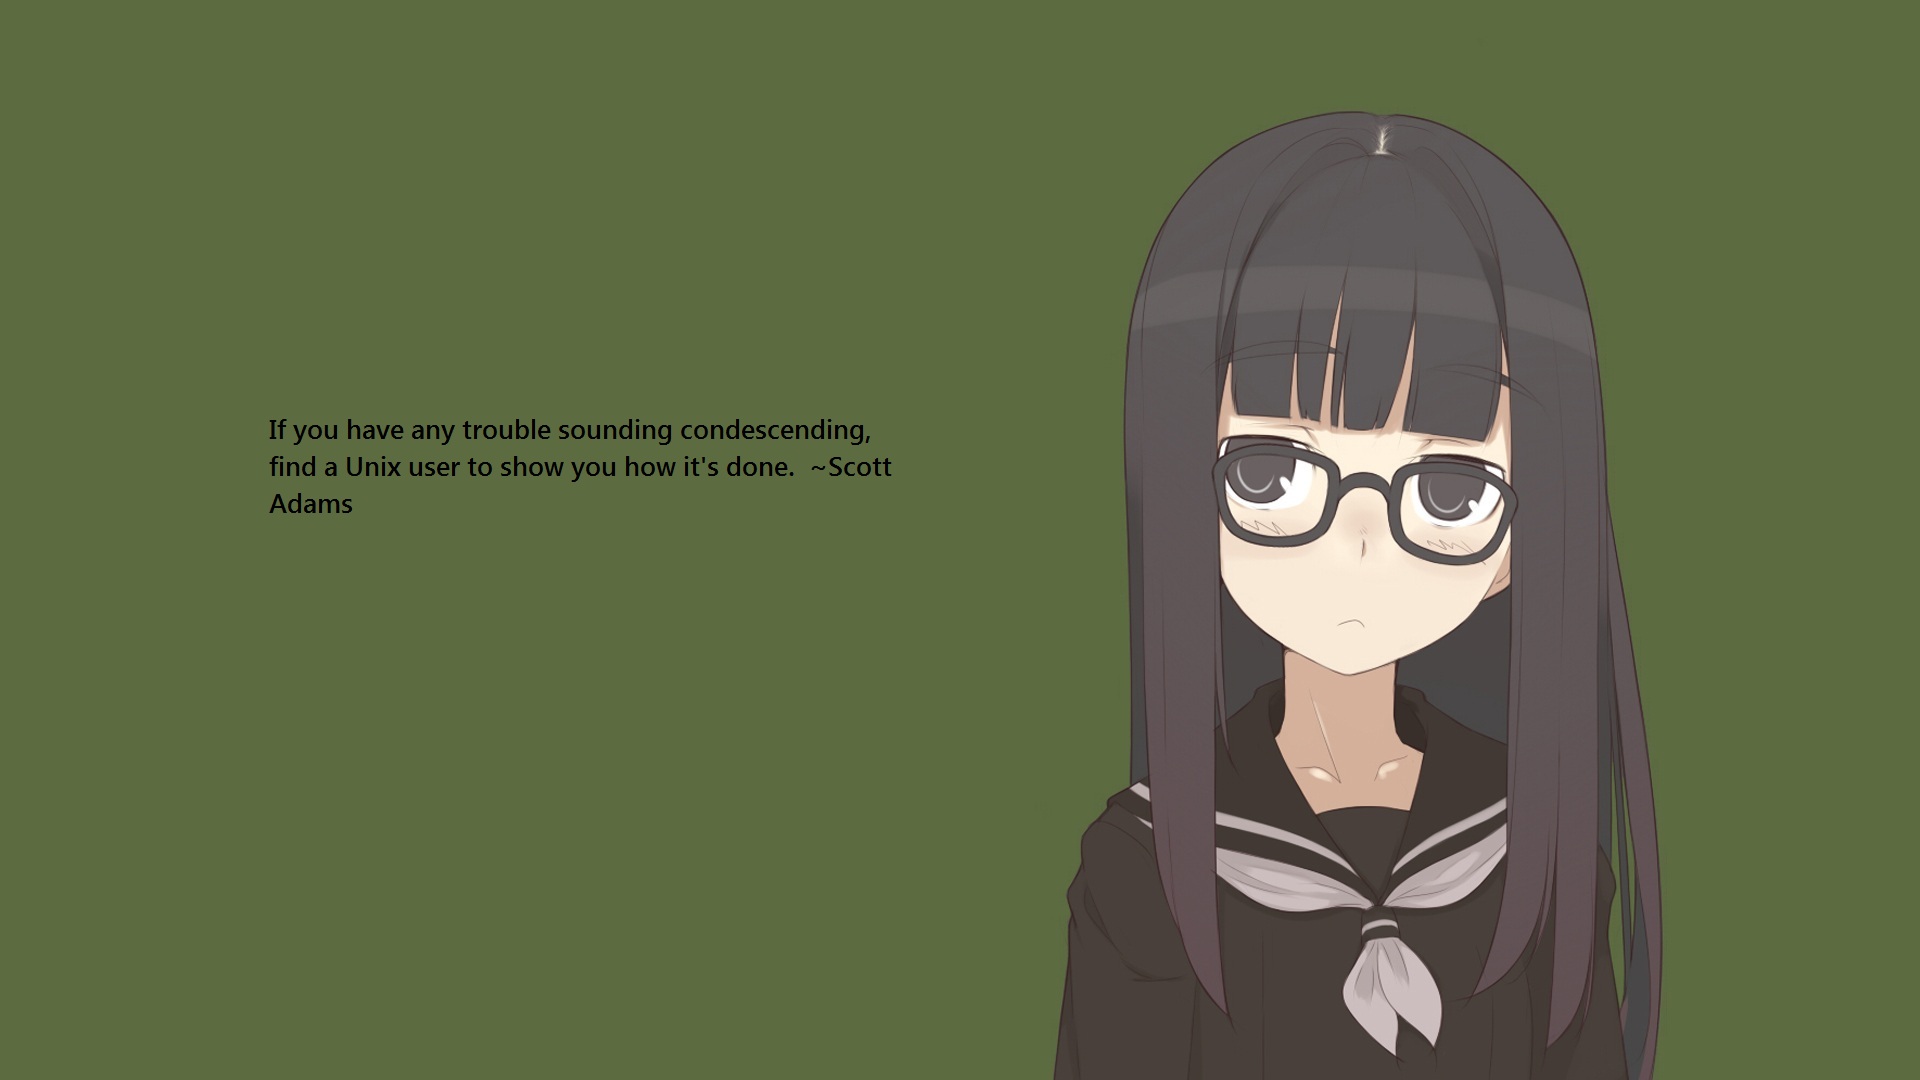 If you have any trouble sounding condescending,
find a Unix user to show you how it's done.  ~Scott
Adams